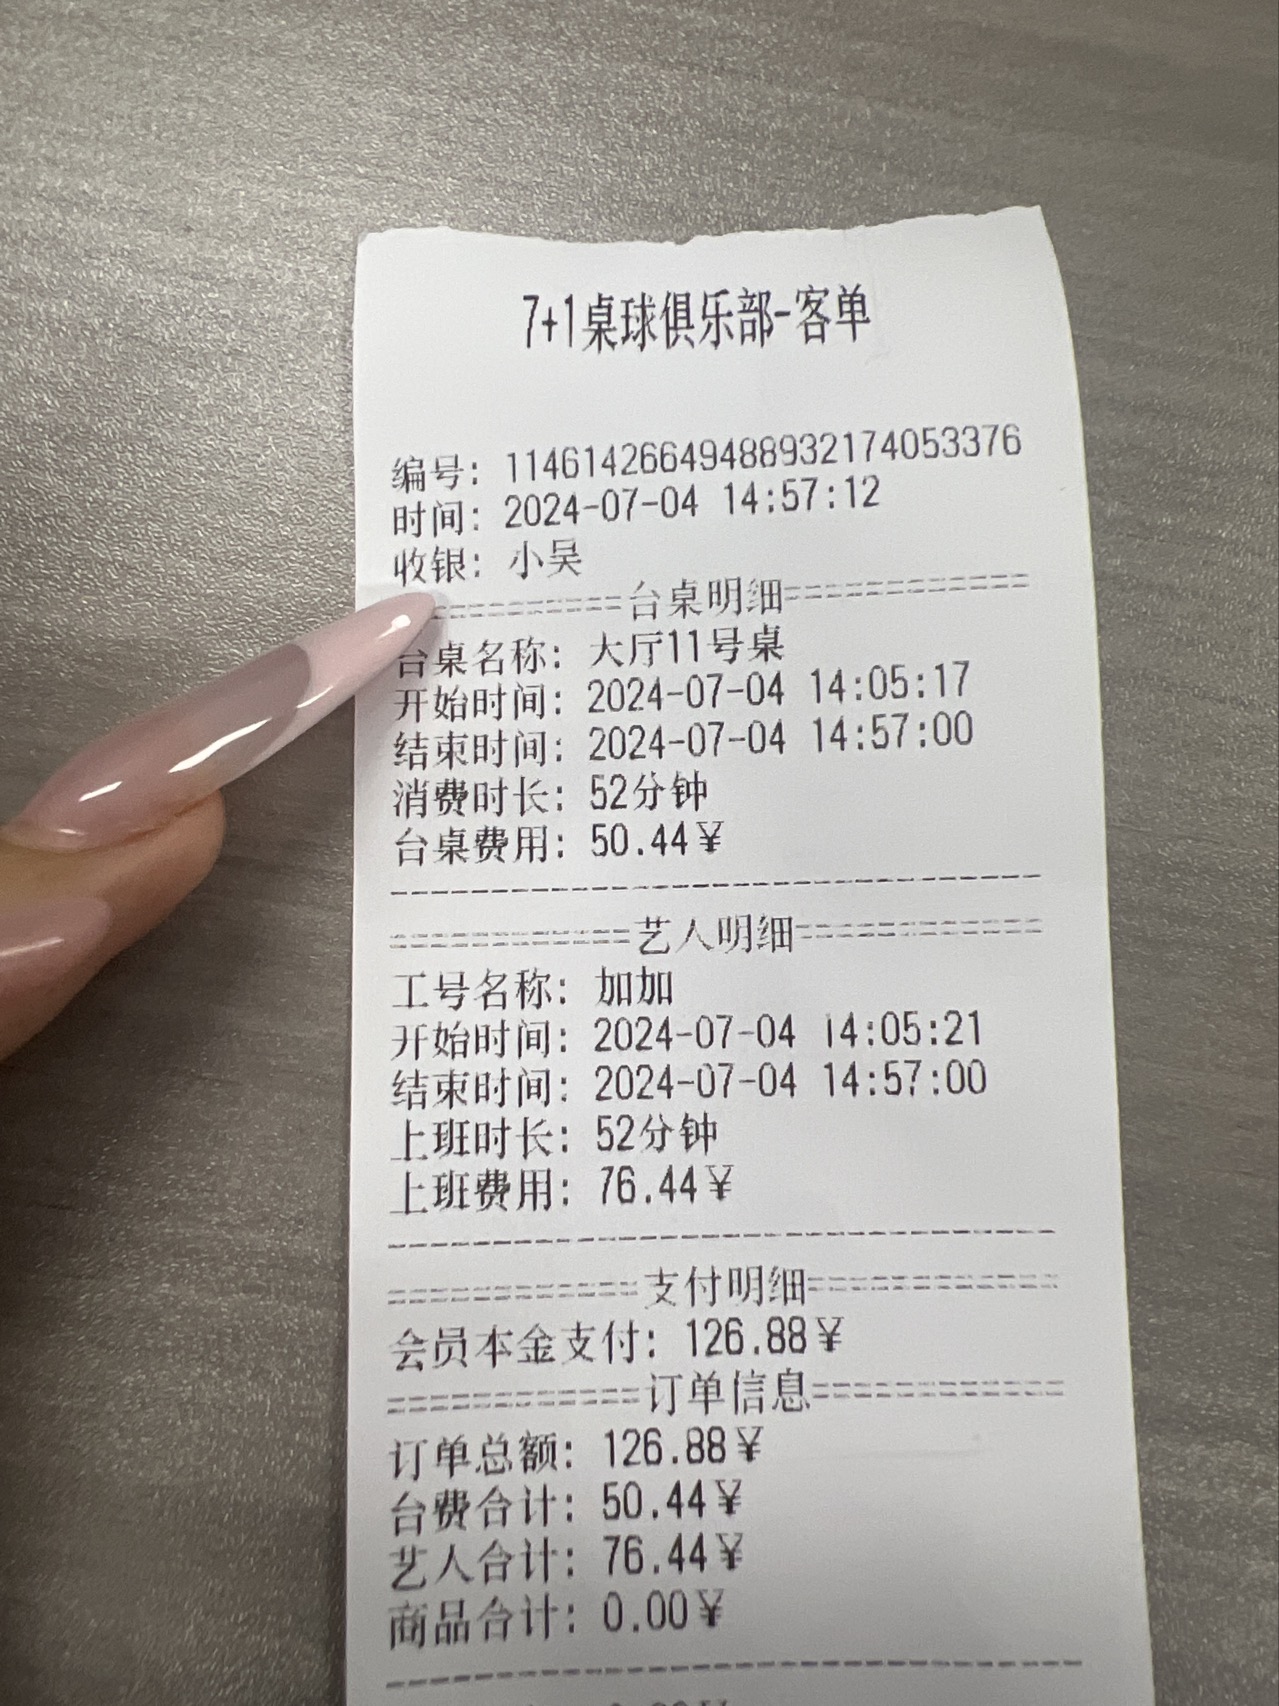 7+1桌球俱乐部-客单
编号: 1146142664948893217​4053376
时间: 2024-07-04 14:57:12
收银: 小吴
===========台桌明细=============
台桌名称: 大厅11号桌
开始时间: 2024-07-04 14:05:17
结束时间: 2024-07-04 14:57:00
消费时长: 52分钟
台桌费用: 50.44¥
--------------------------------
============艺人明细============
工号名称: 加加
开始时间: 2024-07-04 14:05:21
结束时间: 2024-07-04 14:57:00
上班时长: 52分钟
上班费用: 76.44¥
--------------------------------
============支付明细============
会员本金支付: 126.88¥
============订单信息============
订单总额: 126.88¥
台费合计: 50.44¥
艺人合计: 76.44¥
商品合计: 0.00¥
--------------------------------